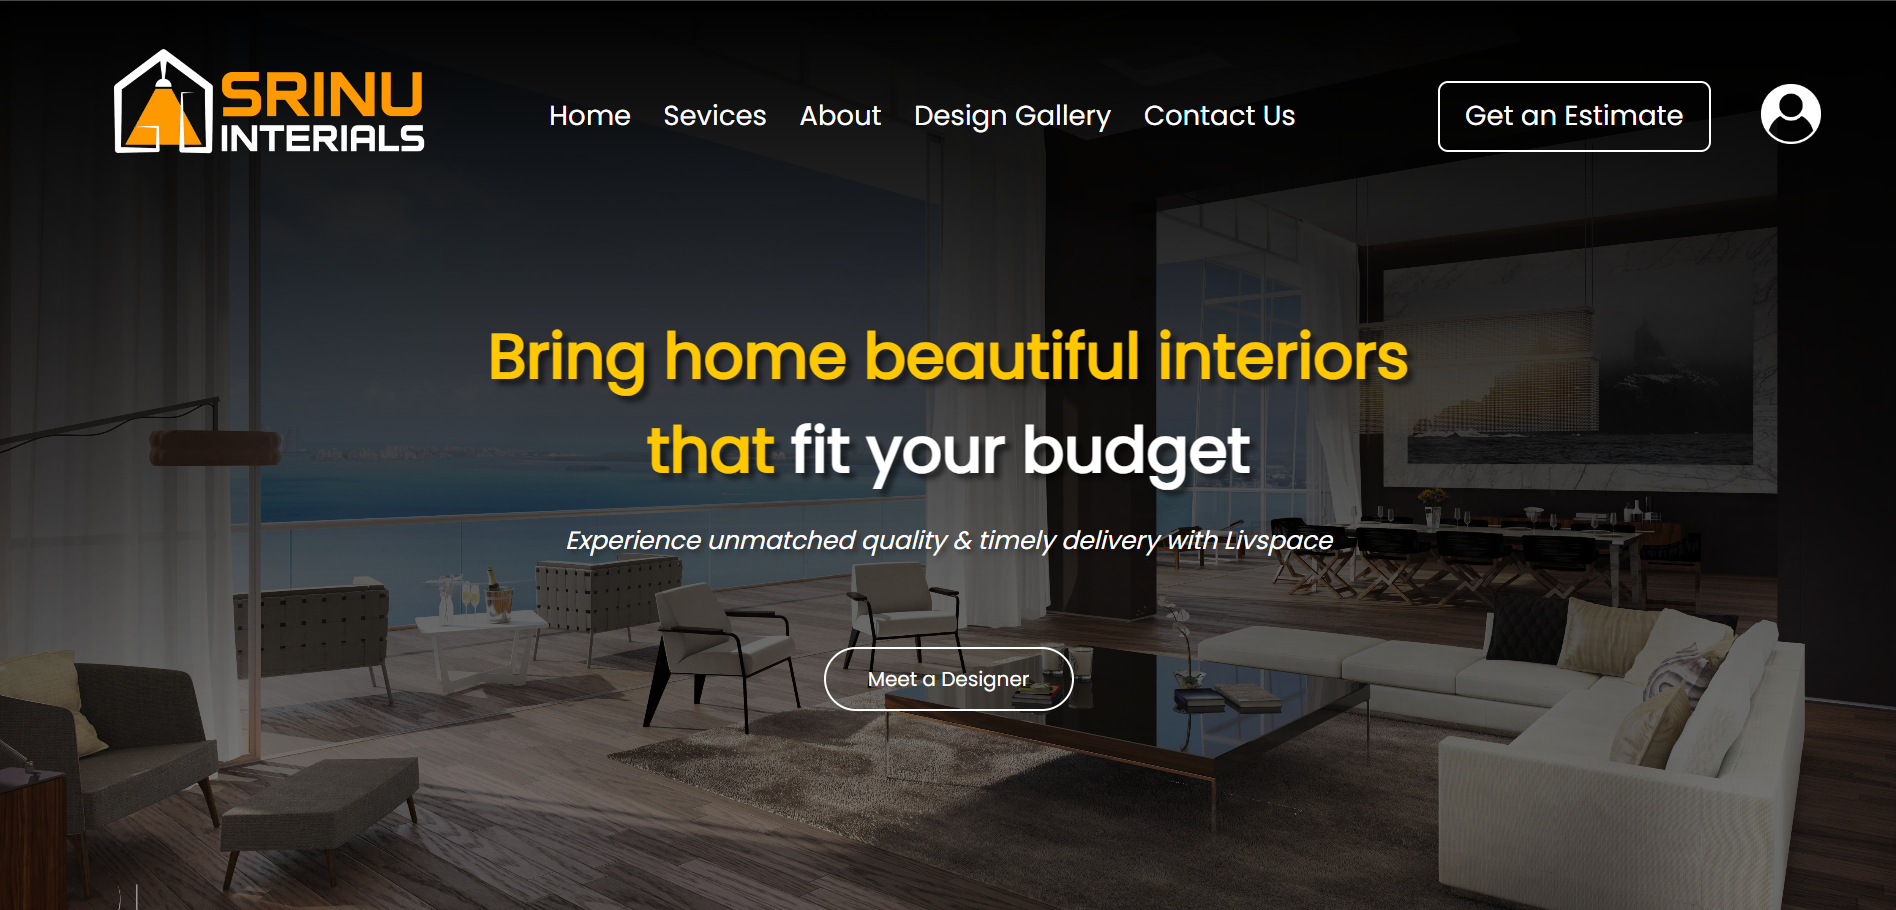 SRINU
INTERIALS
Home Sevices About Design Gallery Contact Us
Get an Estimate
Bring home beautiful interiors
that fit your budget
Experience unmatched quality & timely delivery with Livspace
Meet a Designer